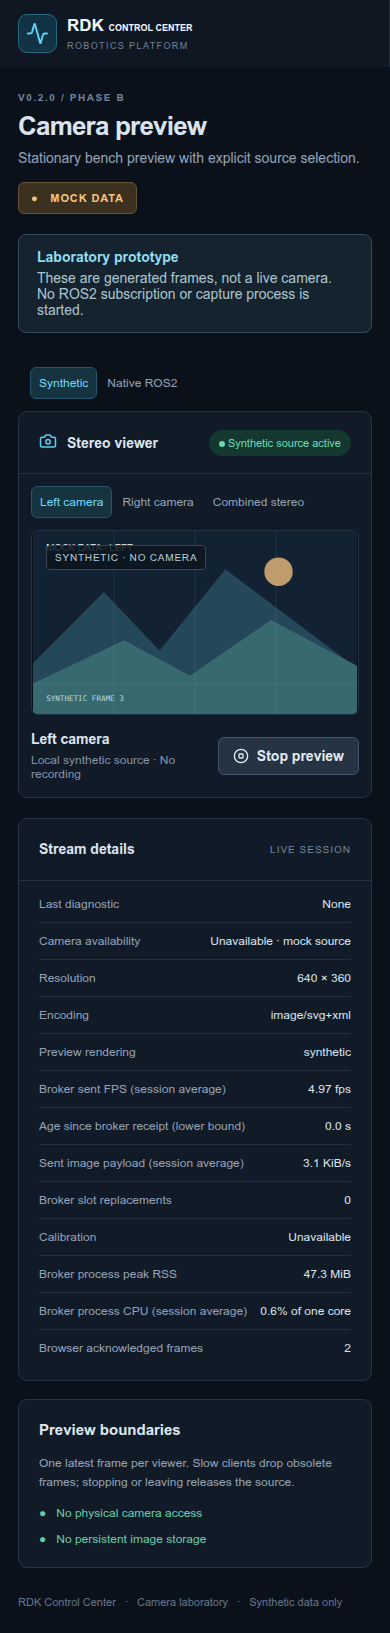 RDK CONTROL CENTER
ROBOTICS PLATFORM
V0.2.0 / PHASE B
Camera preview
Stationary bench preview with explicit source selection.
● MOCK DATA
Laboratory prototype
These are generated frames, not a live camera.
No ROS2 subscription or capture process is
started.
Synthetic Native ROS2
Stereo viewer ● Synthetic source active
Left camera Right camera Combined stereo
MOCK DATA · LEFT
SYNTHETIC · NO CAMERA
SYNTHETIC FRAME 3
Left camera
Local synthetic source · No
recording
Stop preview
Stream details LIVE SESSION
Last diagnostic None
Camera availability Unavailable · mock source
Resolution 640 × 360
Encoding image/svg+xml
Preview rendering synthetic
Broker sent FPS (session average) 4.97 fps
Age since broker receipt (lower bound) 0.0 s
Sent image payload (session average) 3.1 KiB/s
Broker slot replacements 0
Calibration Unavailable
Broker process peak RSS 47.3 MiB
Broker process CPU (session average) 0.6% of one core
Browser acknowledged frames 2
Preview boundaries
One latest frame per viewer. Slow clients drop obsolete
frames; stopping or leaving releases the source.
● No physical camera access
● No persistent image storage
RDK Control Center · Camera laboratory · Synthetic data only